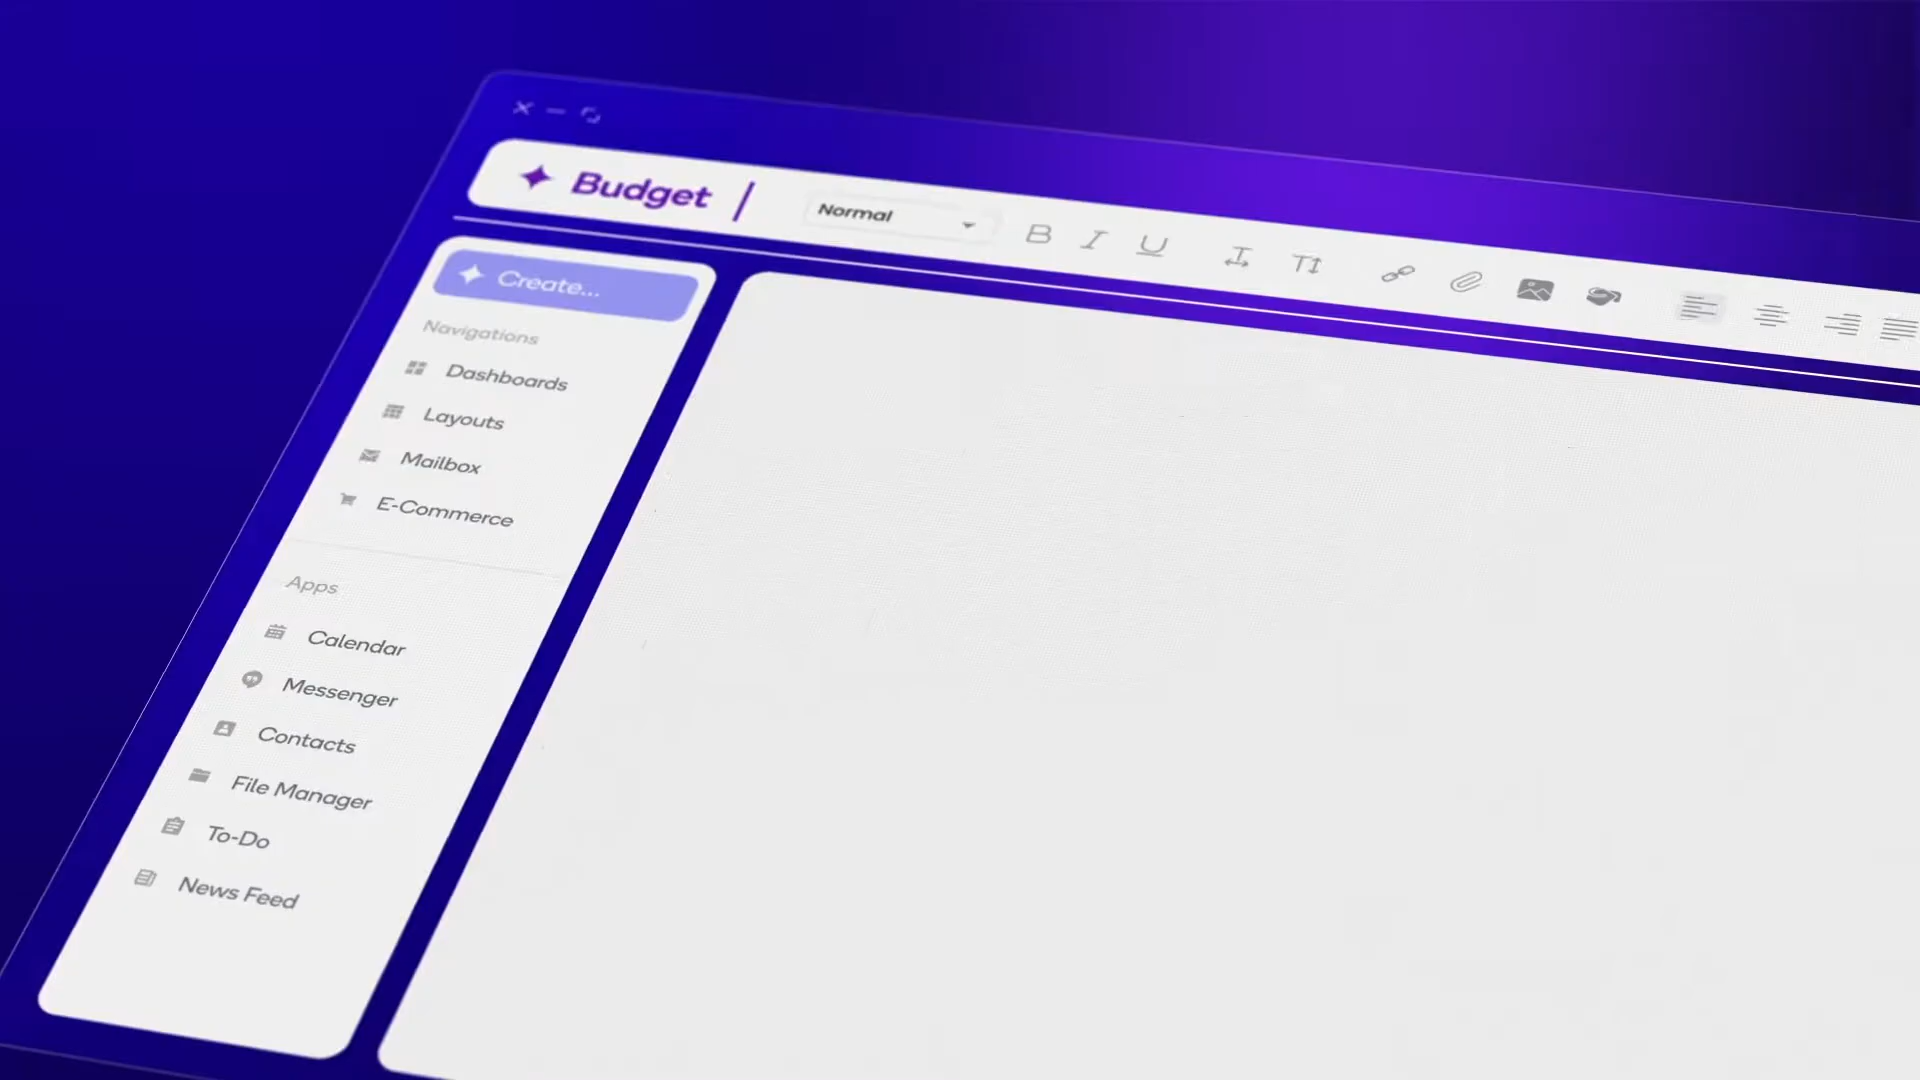 Budget
Normal
B I U
T T
Create...
Navigations
Dashboards
Layouts
Mailbox
E-Commerce
Apps
Calendar
Messenger
Contacts
File Manager
To-Do
News Feed